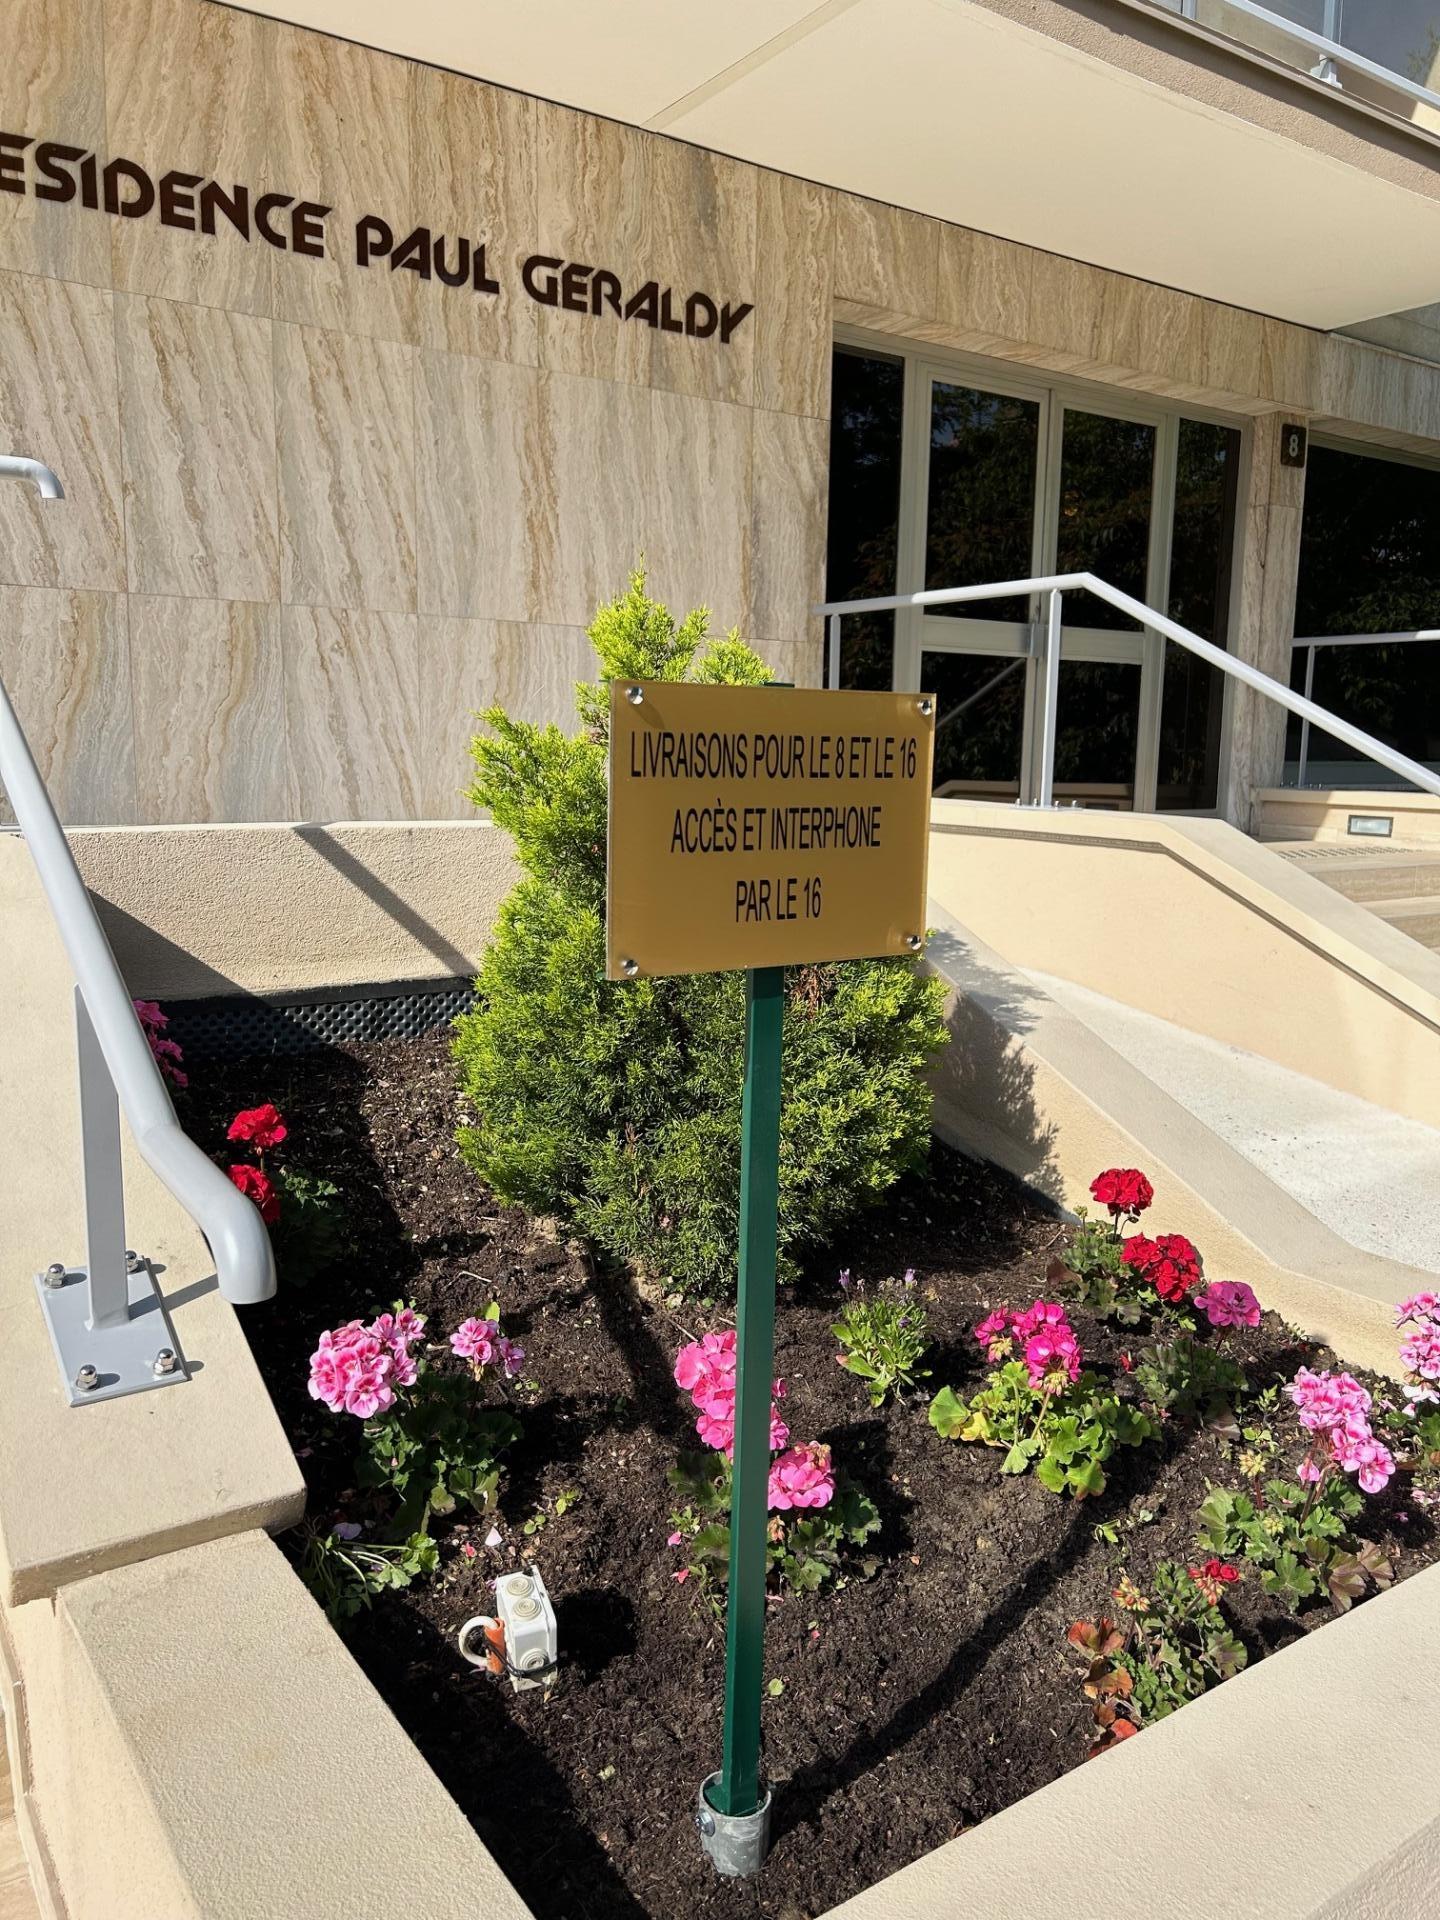 ESIDENCE PAUL GERALDY
8
LIVRAISONS POUR LE 8 ET LE 16
ACCÈS ET INTERPHONE
PAR LE 16